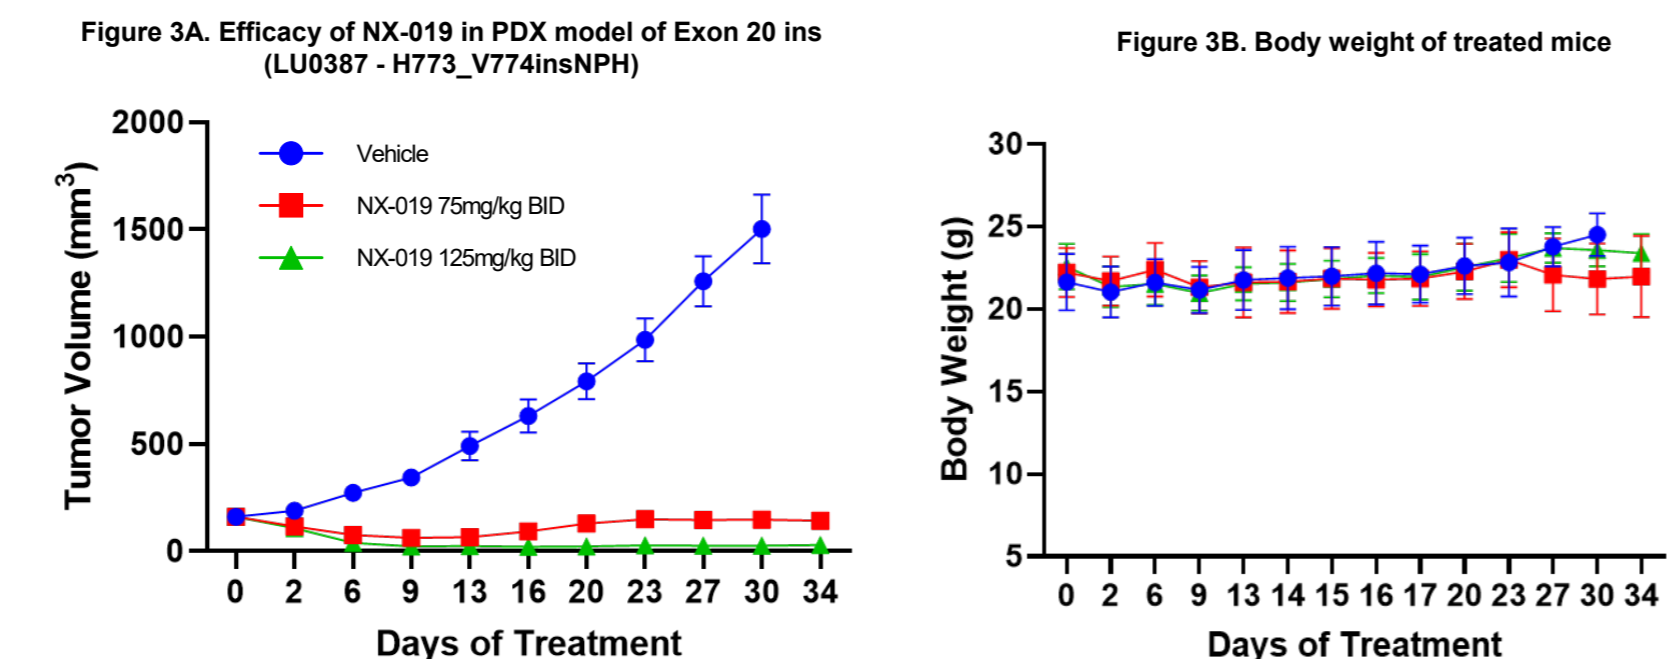 Figure 3A. Efficacy of NX-019 in PDX model of Exon 20 ins
(LU0387 - H773_V774insNPH)
Tumor Volume (mm³)
2000
1500
1000
500
0
Vehicle
NX-019 75mg/kg BID
NX-019 125mg/kg BID
0 2 6 9 13 16 20 23 27 30 34
Days of Treatment
Figure 3B. Body weight of treated mice
Body Weight (g)
30
25
20
15
10
5
0 2 6 9 13 14 15 16 17 20 23 27 30 34
Days of Treatment